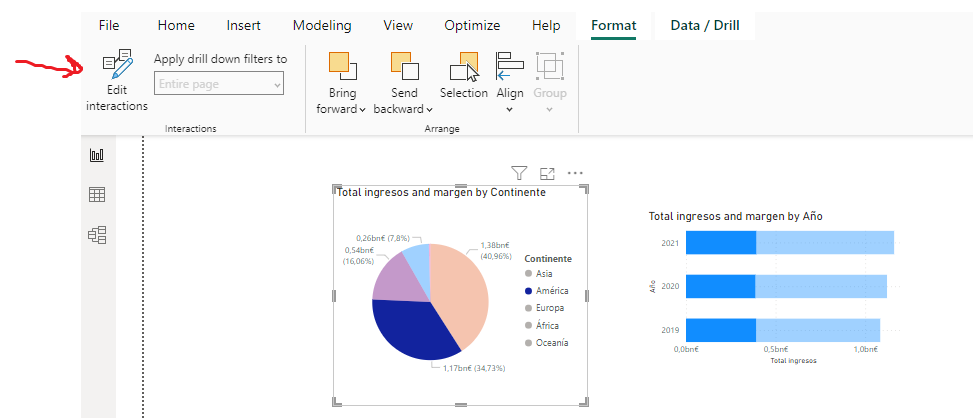 File Home Insert Modeling View Optimize Help Format Data / Drill
Apply drill down filters to
Entire page
Edit
interactions
Interactions
Bring
forward
Send
backward
Selection
Align
Group
Arrange
Total ingresos and margen by Continente
0,26bn€ (7,8%)
0,54bn€
(16,06%)
1,38bn€
(40,96%)
1,17bn€ (34,73%)
Continente
Asia
América
Europa
África
Oceanía
Total ingresos and margen by Año
2021
2020
2019
Año
0,0bn€ 0,5bn€ 1,0bn€
Total ingresos